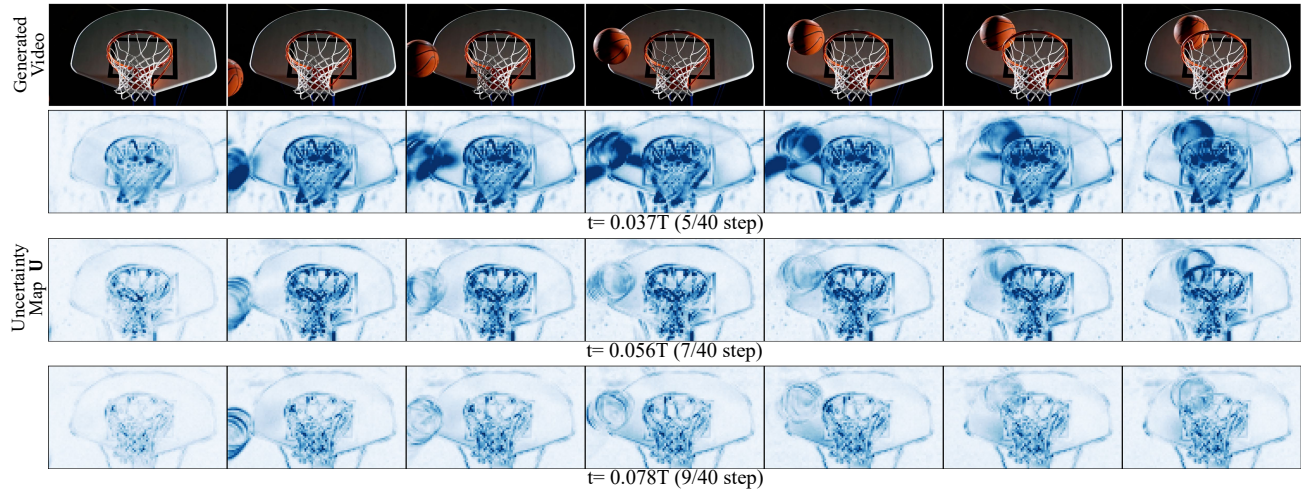 Generated
Video
t= 0.037T (5/40 step)
Uncertainty
Map U
t= 0.056T (7/40 step)
t= 0.078T (9/40 step)